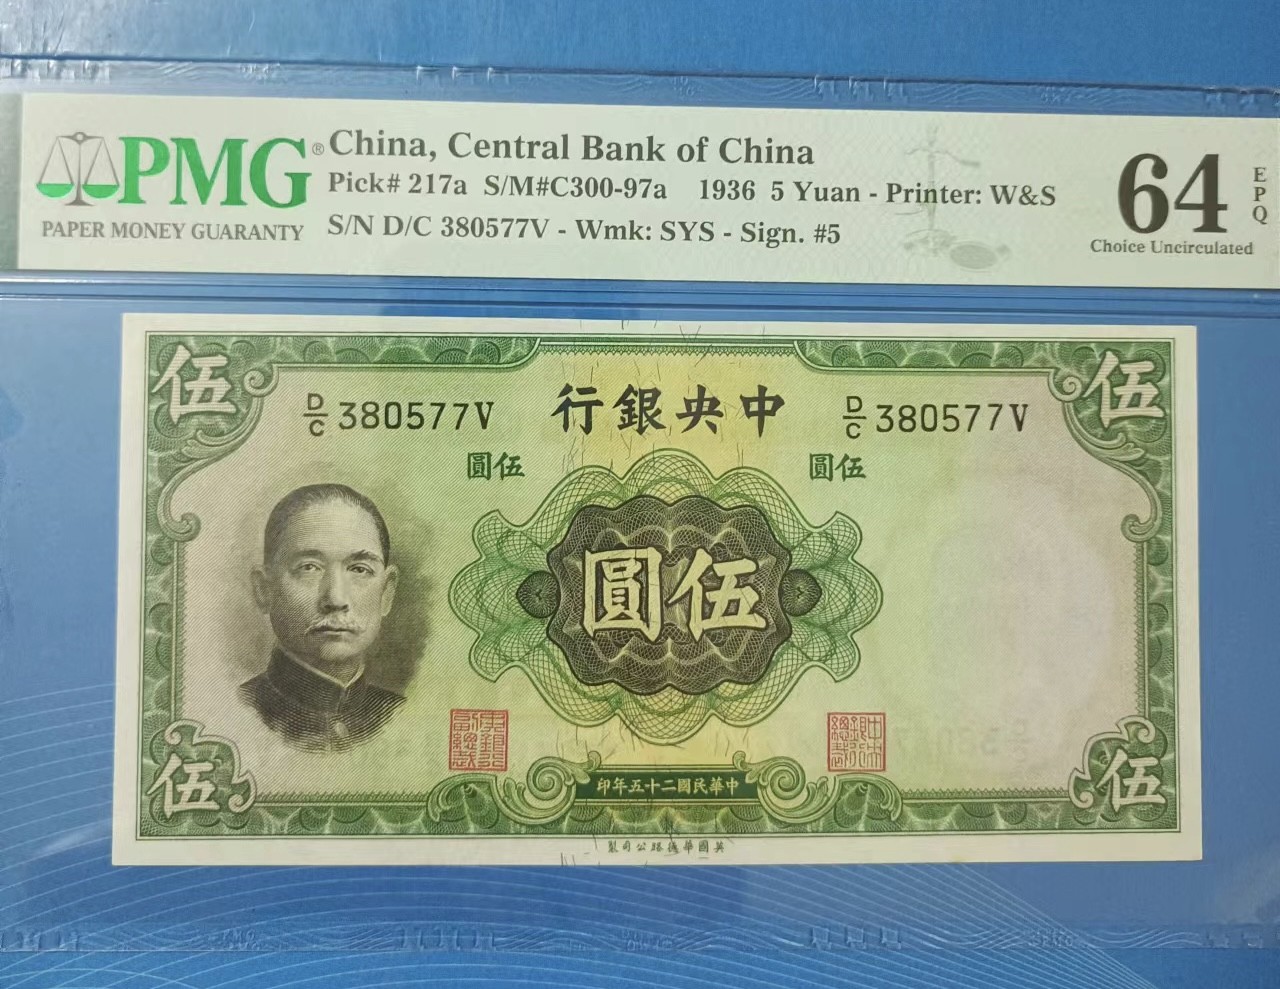 PMG®
PAPER MONEY GUARANTY
China, Central Bank of China
Pick# 217a S/M#C300-97a 1936 5 Yuan - Printer: W&S
S/N D/C 380577V - Wmk: SYS - Sign. #5
64 EPQ
Choice Uncirculated
伍 伍
D/C 380577V 行銀央中 D/C 380577V
圓伍 圓伍
圓伍
伍 伍
印年五十二國民華中
製司公路德華國英